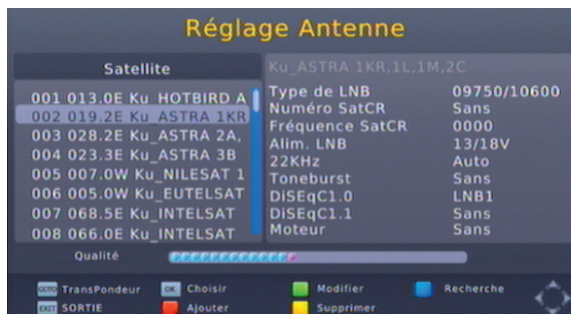 Réglage Antenne
Satellite
001 013.0E Ku_HOTBIRD A
002 019.2E Ku_ASTRA 1KR
003 028.2E Ku_ASTRA 2A,
004 023.3E Ku_ASTRA 3B
005 007.0W Ku_NILESAT 1
006 005.0W Ku_EUTELSAT
007 068.5E Ku_INTELSAT
008 066.0E Ku_INTELSAT
Ku_ASTRA 1KR,1L,1M,2C
Type de LNB 09750/10600
Numéro SatCR Sans
Fréquence SatCR 0000
Alim. LNB 13/18V
22KHz Auto
Toneburst Sans
DiSEqC1.0 LNB1
DiSEqC1.1 Sans
Moteur Sans
Qualité
GOTO TransPondeur OK Choisir Modifier Recherche
EXIT SORTIE Ajouter Supprimer